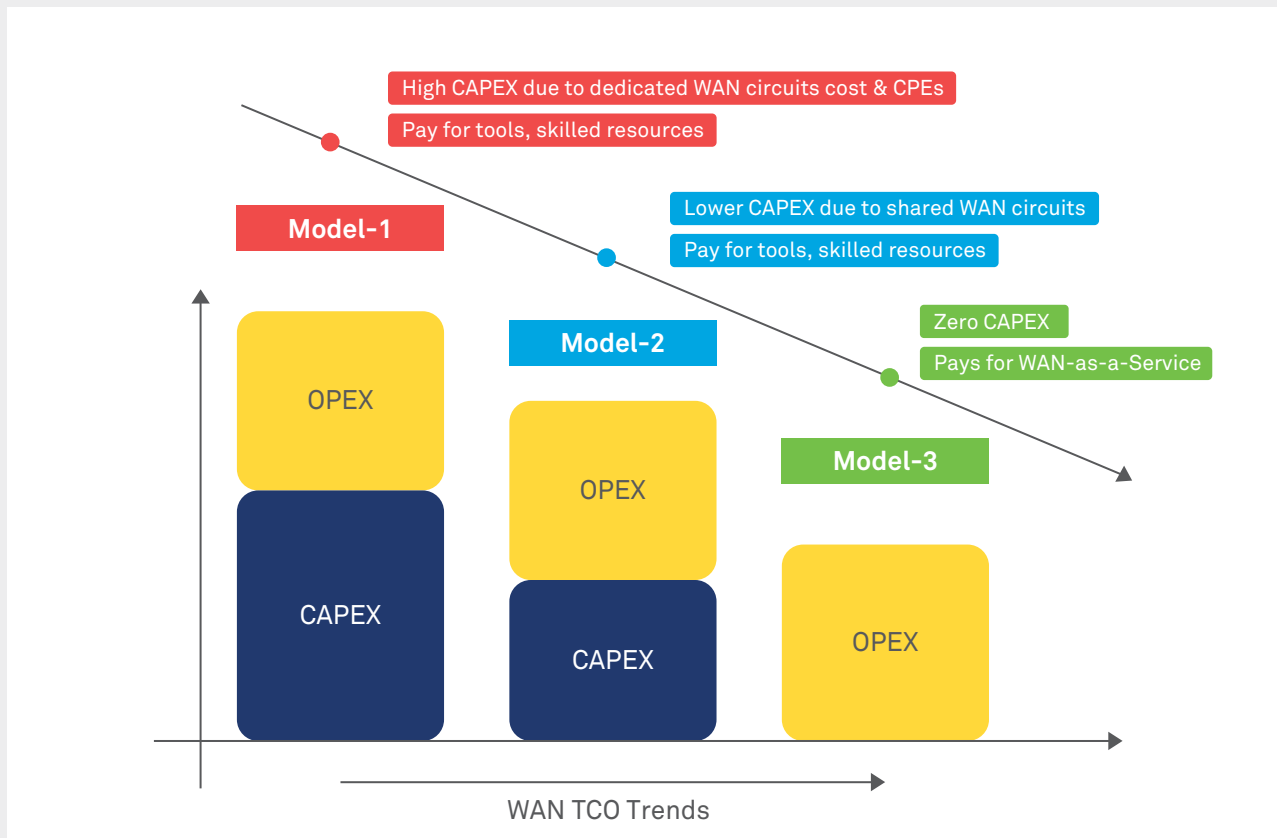 High CAPEX due to dedicated WAN circuits cost & CPEs
Pay for tools, skilled resources
Model-1
Lower CAPEX due to shared WAN circuits
Pay for tools, skilled resources
Model-2
Zero CAPEX
Pays for WAN-as-a-Service
Model-3
OPEX
CAPEX
OPEX
CAPEX
OPEX
WAN TCO Trends